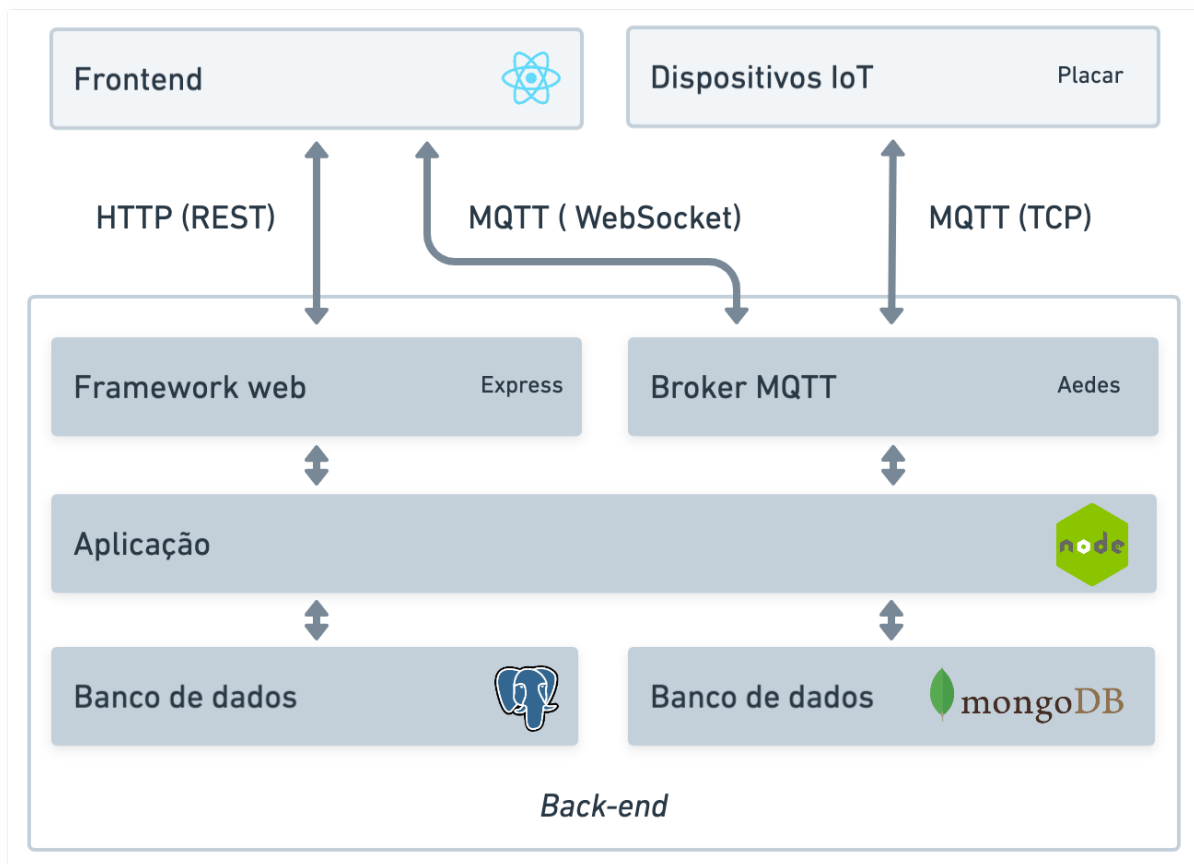 Frontend
Dispositivos IoT Placar
HTTP (REST)
MQTT ( WebSocket)
MQTT (TCP)
Framework web Express
Broker MQTT Aedes
Aplicação node
Banco de dados
Banco de dados mongoDB
Back-end